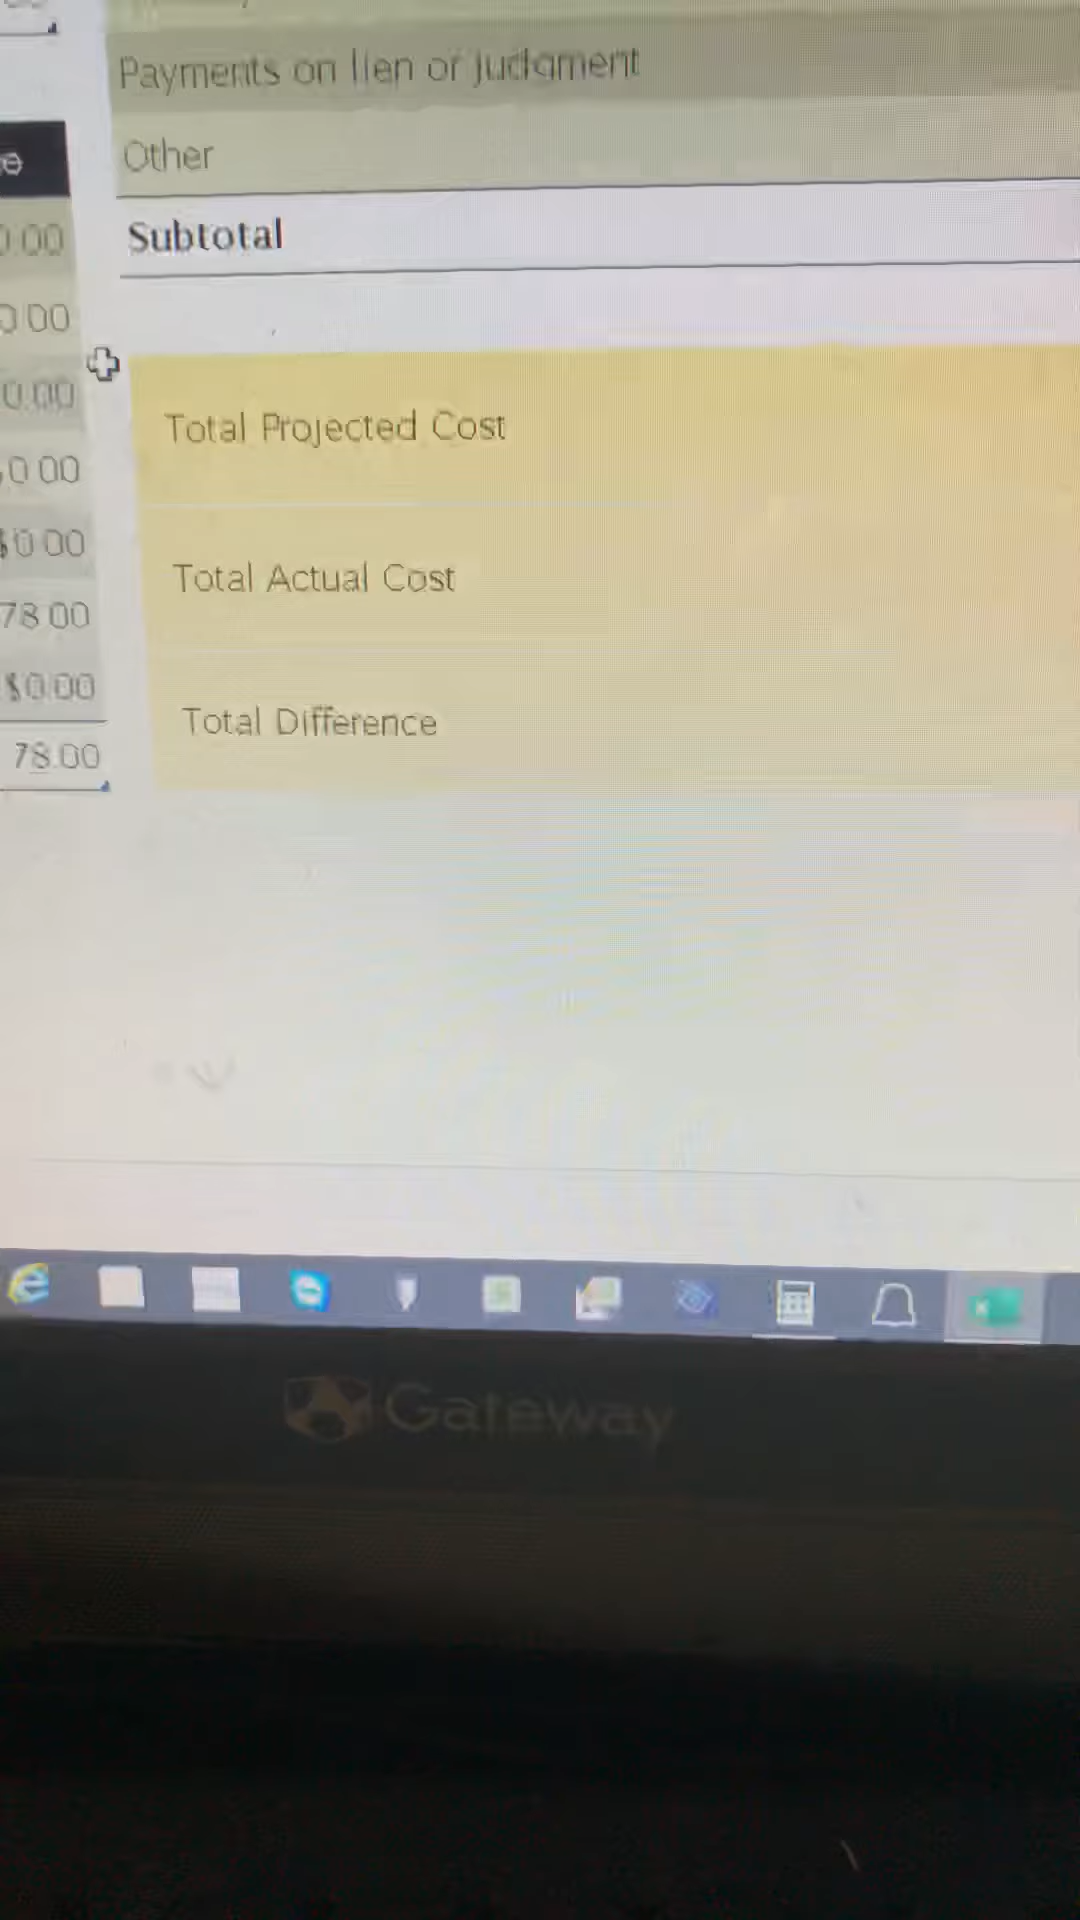 Payments on lien or judgment
Other
Subtotal
0.00
0.00
0.00
0.00
$0.00
78.00
$0.00
78.00
Total Projected Cost
Total Actual Cost
Total Difference
Gateway